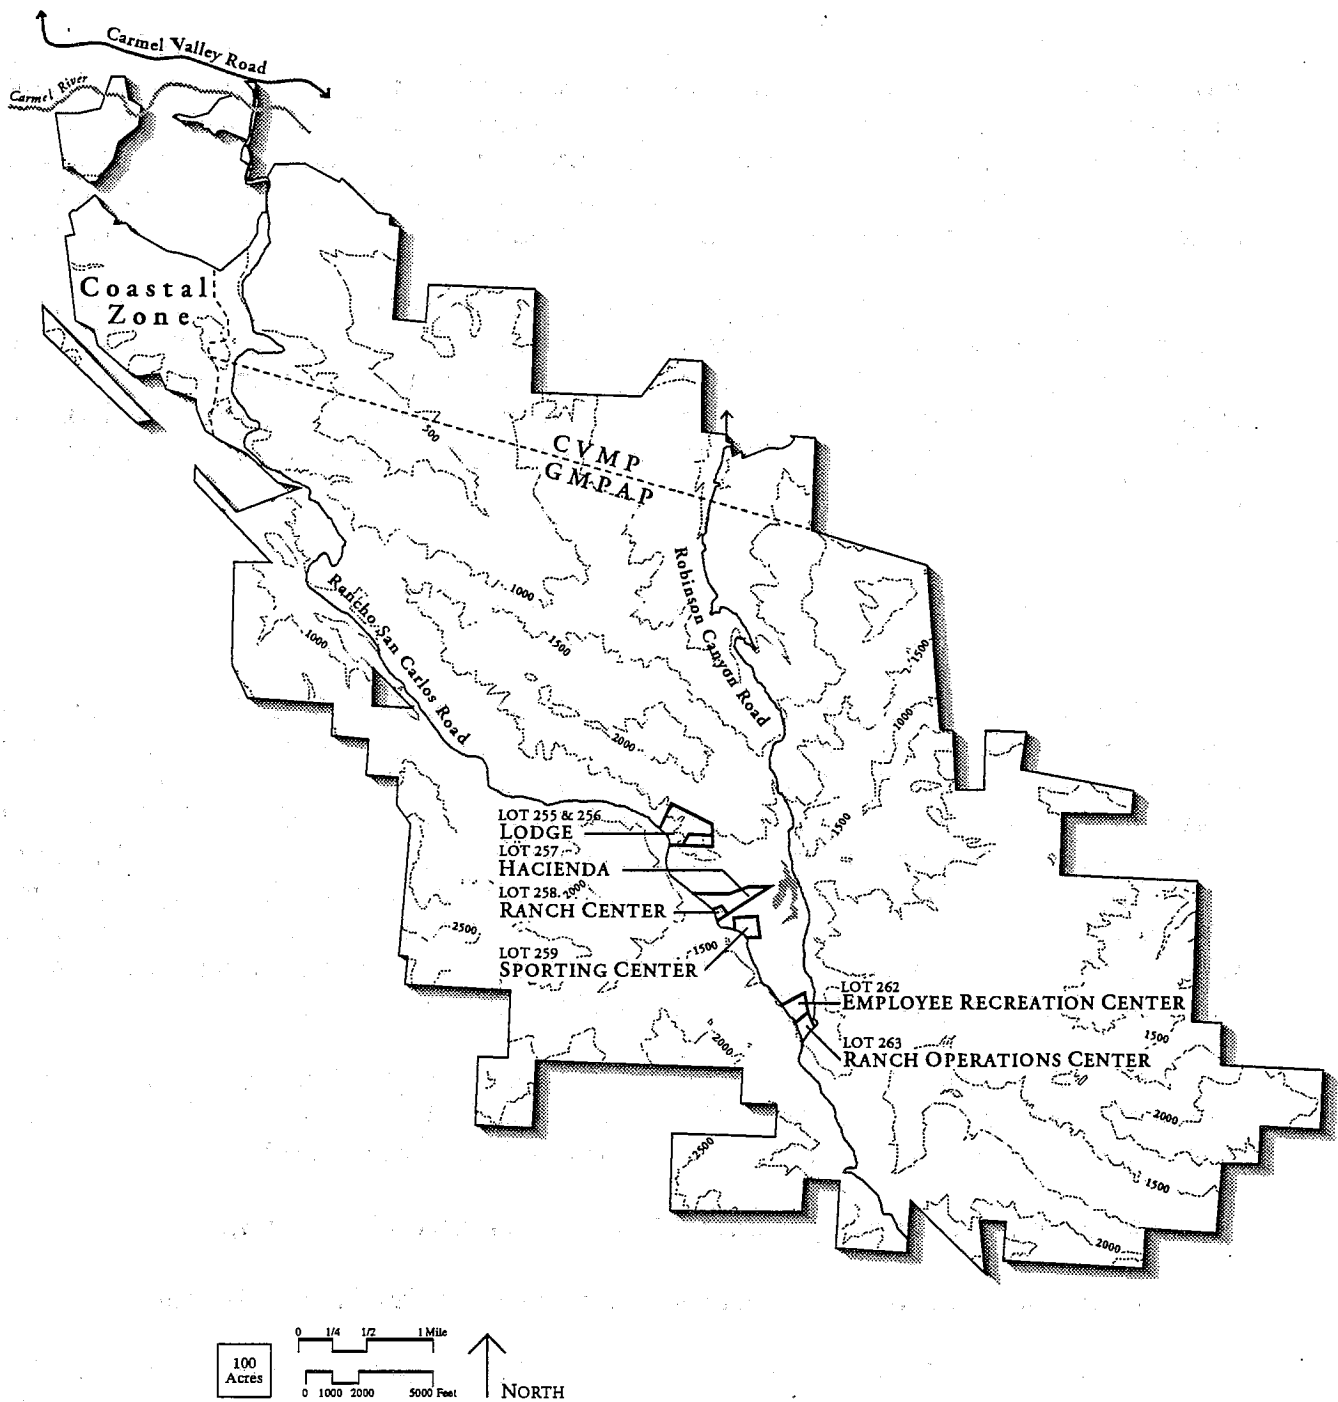 Carmel Valley Road
Carmel River
Coastal
Zone
500
CVMP
GMPAP
Robinson Canyon Road
Rancho San Carlos Road
1000
1000
1500
1500
1000
2000
1500
LOT 255 & 256
LODGE
LOT 257
HACIENDA
LOT 258
2000
RANCH CENTER
2500
1500
LOT 259
SPORTING CENTER
LOT 262
EMPLOYEE RECREATION CENTER
LOT 263
RANCH OPERATIONS CENTER
1500
2000
2000
2500
1500
2000
0 1/4 1/2 1 Mile
100
Acres
0 1000 2000 5000 Feet
NORTH